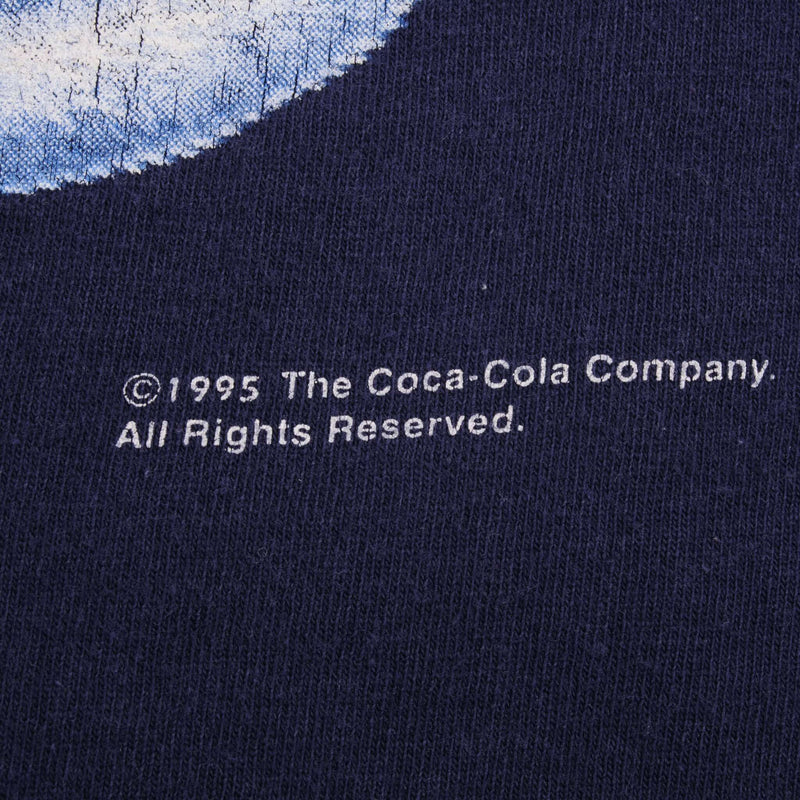 ©1995 The Coca-Cola Company.
All Rights Reserved.